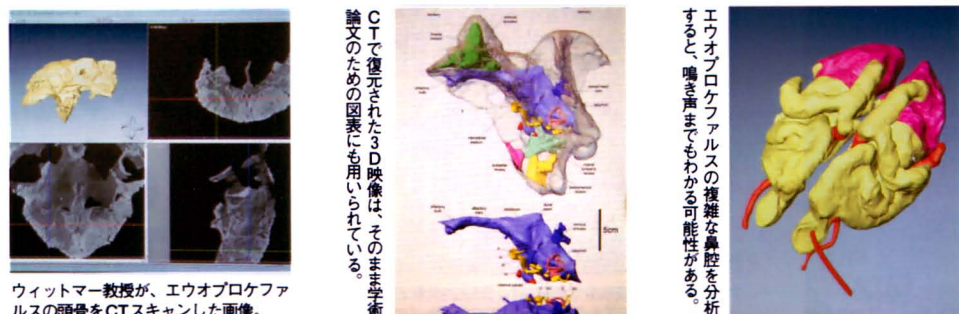 ウィットマー教授が、エウオプロケファ
ルスの頭骨をCTスキャンした画像。
CTで復元された3D映像は、そのまま学術
論文のための図表にも用いられている。
5cm
エウオプロケファルスの複雑な鼻腔を分析
すると、鳴き声までもわかる可能性がある。